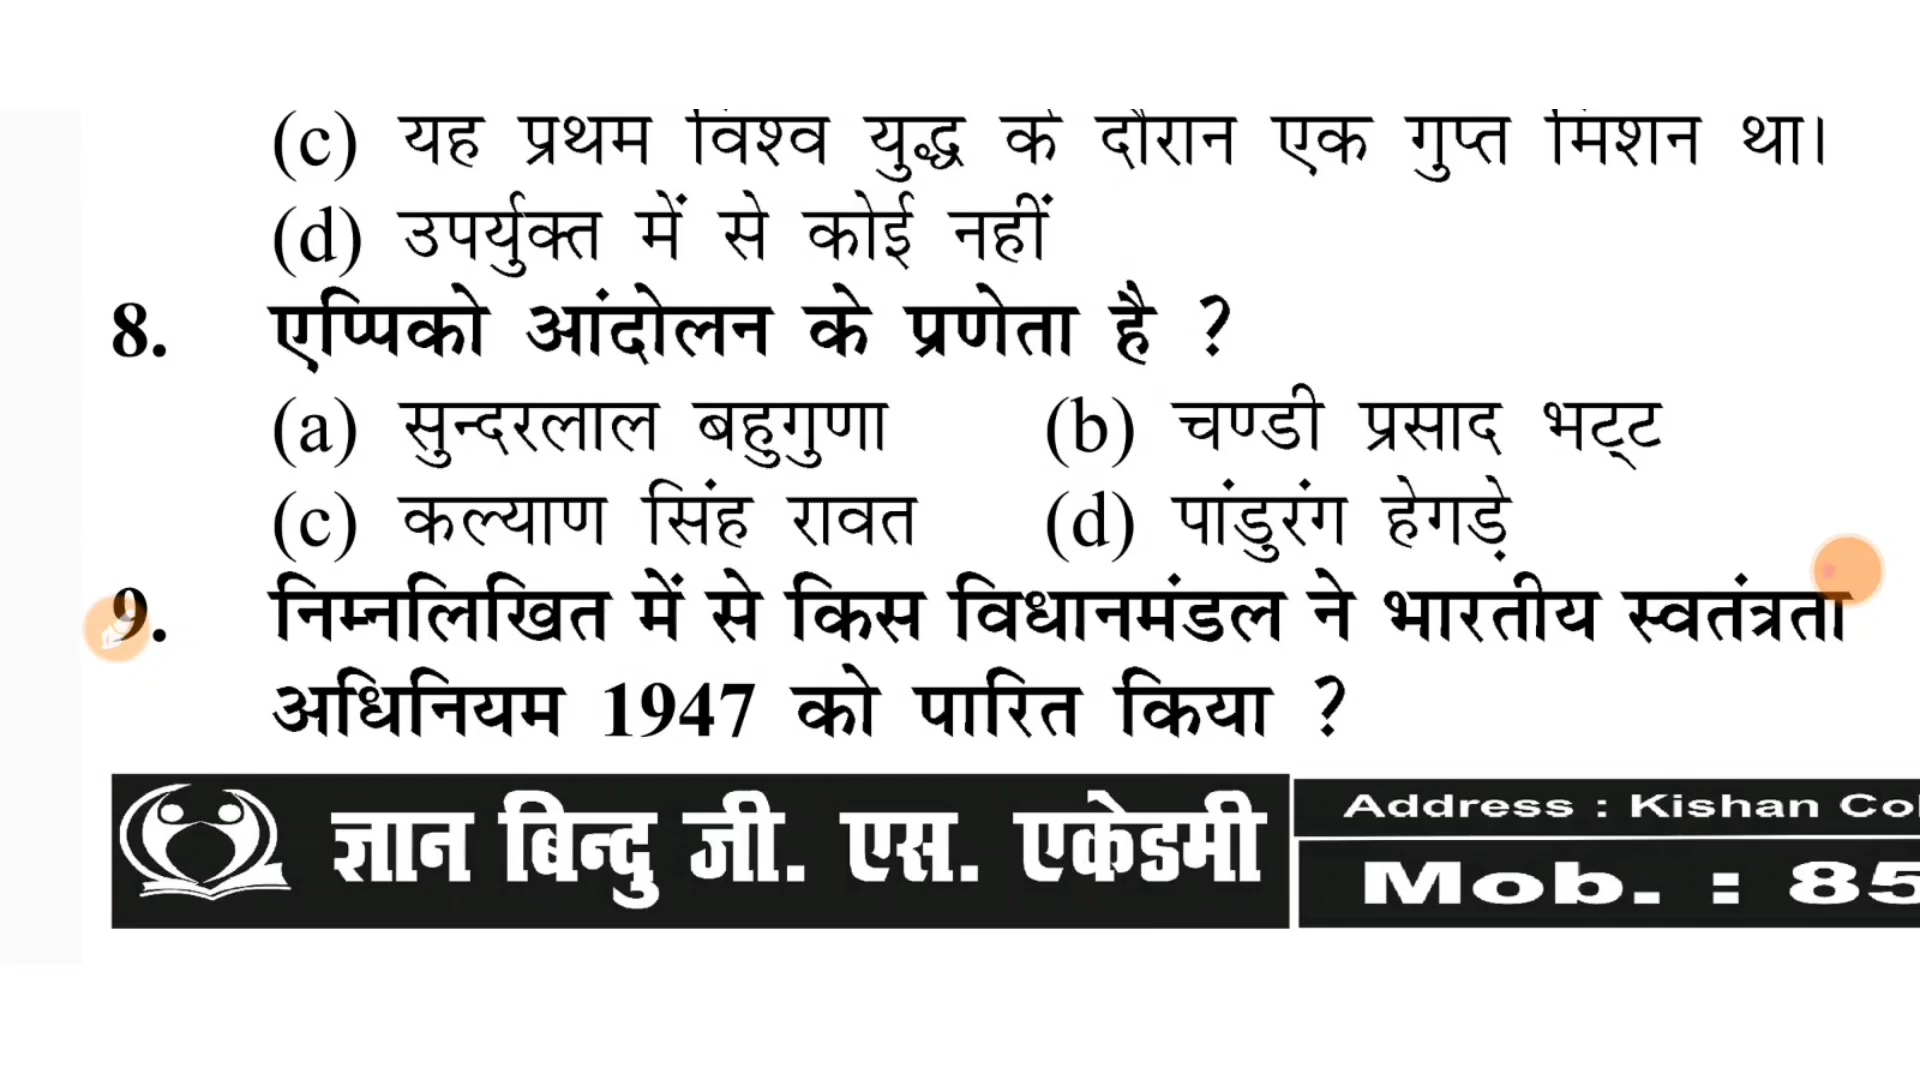 (c) यह प्रथम विश्व युद्ध के दौरान एक गुप्त मिशन था।
(d) उपर्युक्त में से कोई नहीं
8. एप्पिको आंदोलन के प्रणेता है ?
(a) सुन्दरलाल बहुगुणा (b) चण्डी प्रसाद भट्ट
(c) कल्याण सिंह रावत (d) पांडुरंग हेगड़े
9. निम्नलिखित में से किस विधानमंडल ने भारतीय स्वतंत्रता
अधिनियम 1947 को पारित किया ?
ज्ञान बिन्दु जी. एस. एकेडमी
Address : Kishan
Mob. : 85